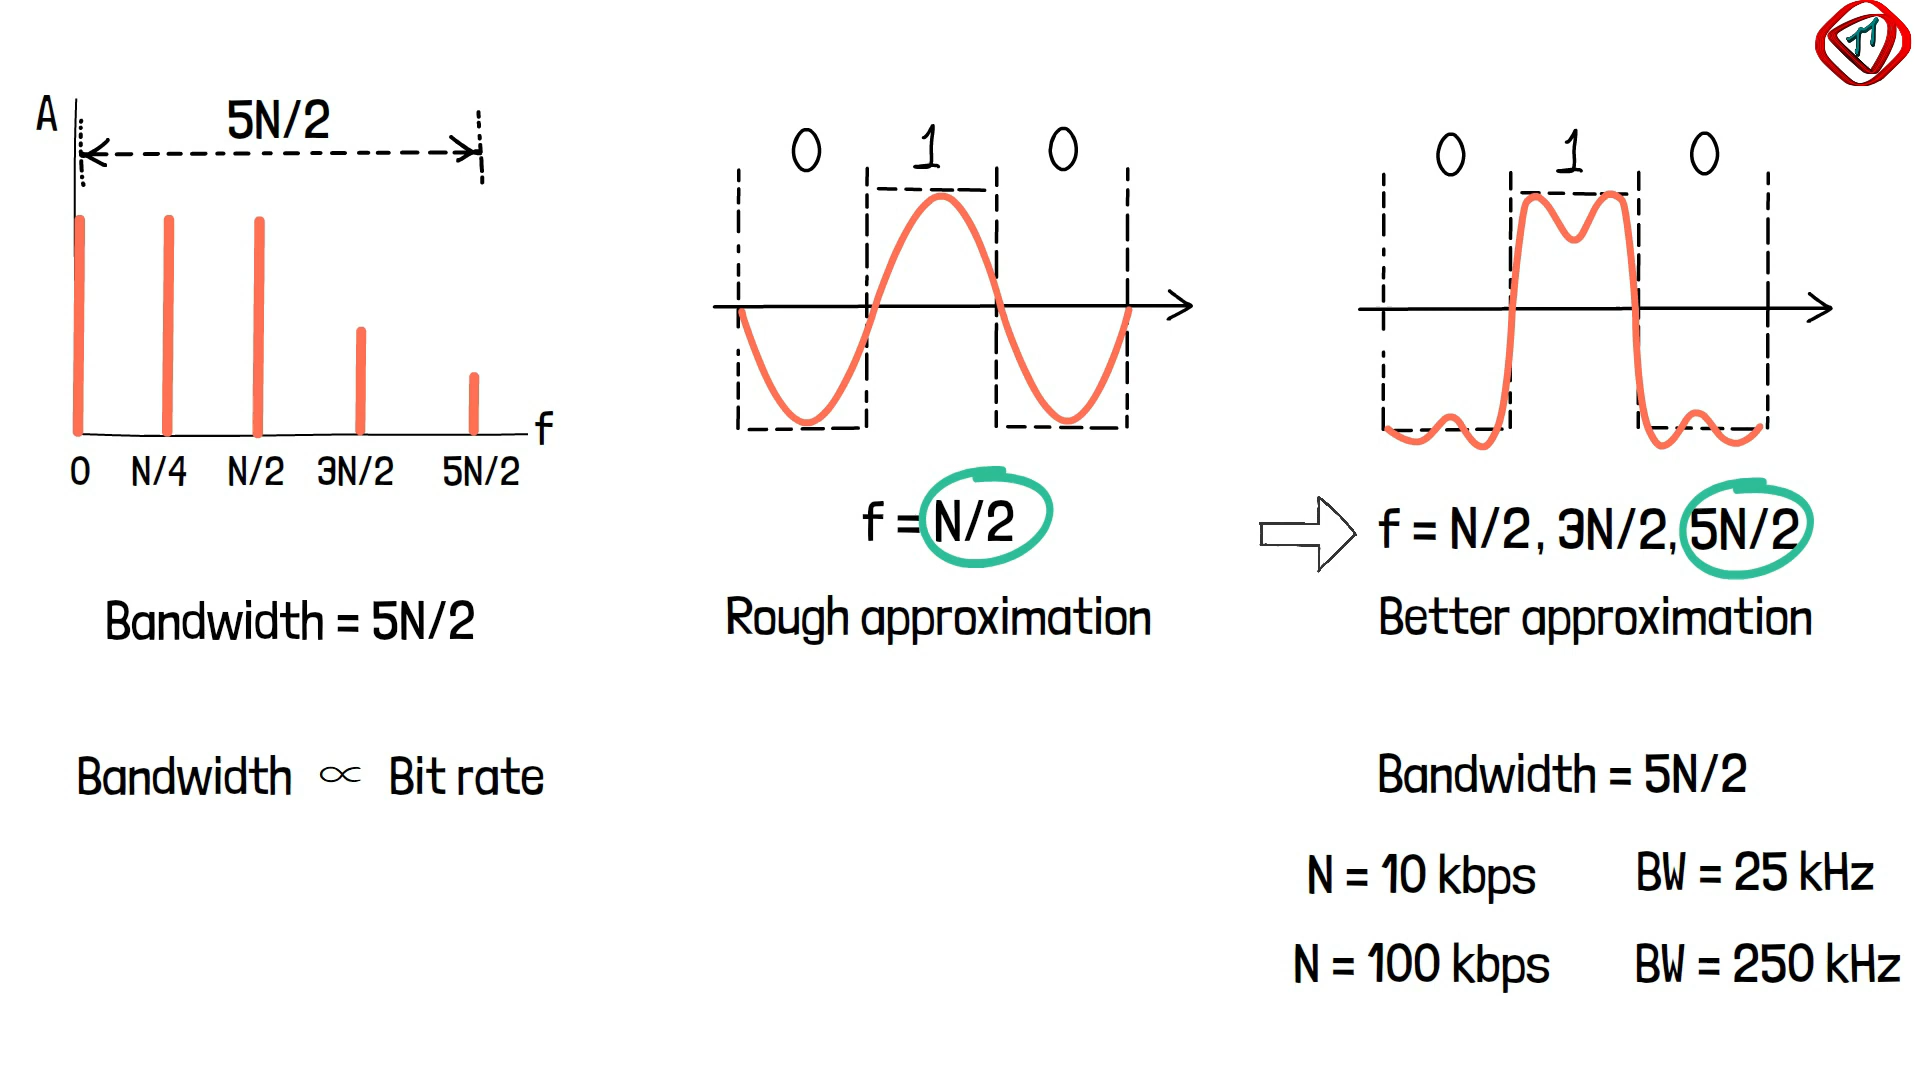 A
5N/2
0 N/4 N/2 3N/2 5N/2
f
Bandwidth = 5N/2
Bandwidth ∝ Bit rate
0 1 0
f = N/2
Rough approximation
0 1 0
f = N/2, 3N/2, 5N/2
Better approximation
Bandwidth = 5N/2
N = 10 kbps BW = 25 kHz
N = 100 kbps BW = 250 kHz